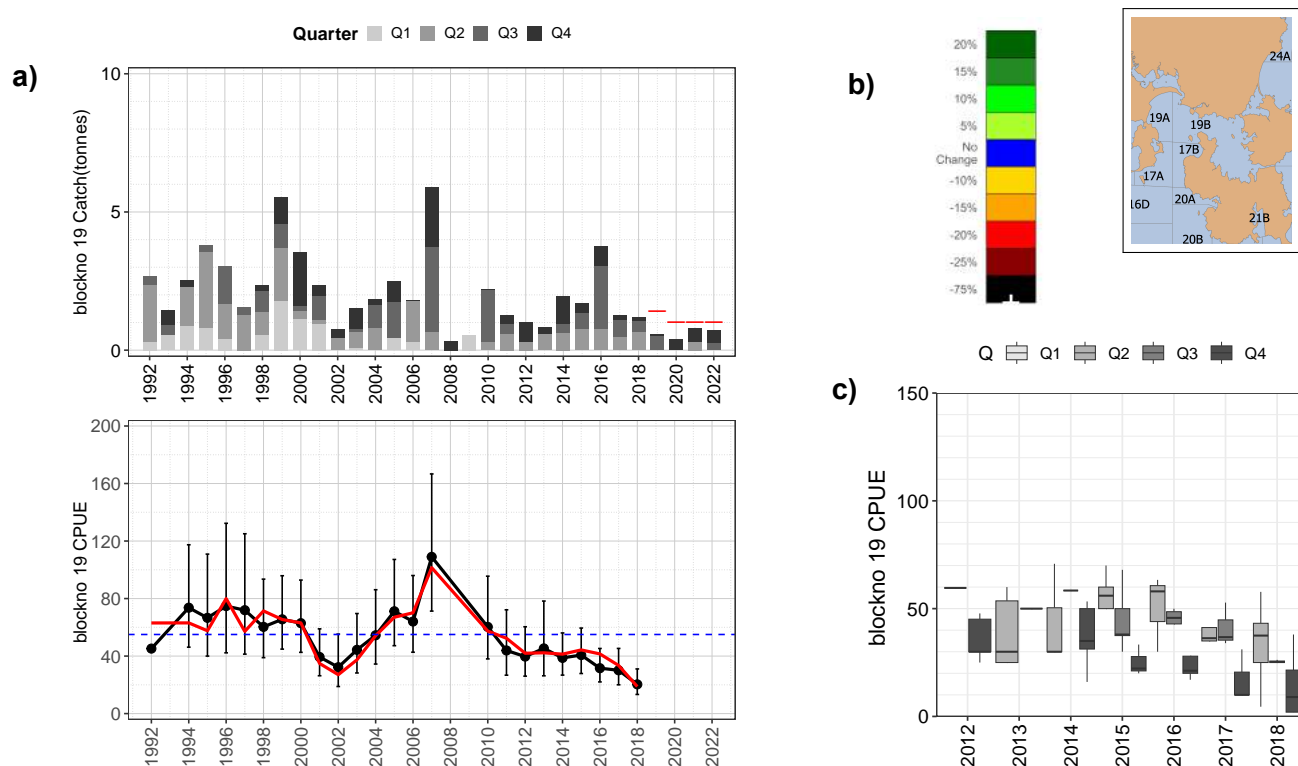 Quarter Q1 Q2 Q3 Q4
a)
blockno 19 Catch(tonnes)
10
5
0
1992 1994 1996 1998 2000 2002 2004 2006 2008 2010 2012 2014 2016 2018 2020 2022
blockno 19 CPUE
200
160
120
80
40
0
1992 1994 1996 1998 2000 2002 2004 2006 2008 2010 2012 2014 2016 2018 2020 2022
b)
20%
15%
10%
5%
No
Change
-10%
-15%
-20%
-25%
-75%
24A
19A 19B
17B
17A
16D 20A
21B
20B
Q Q1 Q2 Q3 Q4
c)
blockno 19 CPUE
150
100
50
0
2012 2013 2014 2015 2016 2017 2018